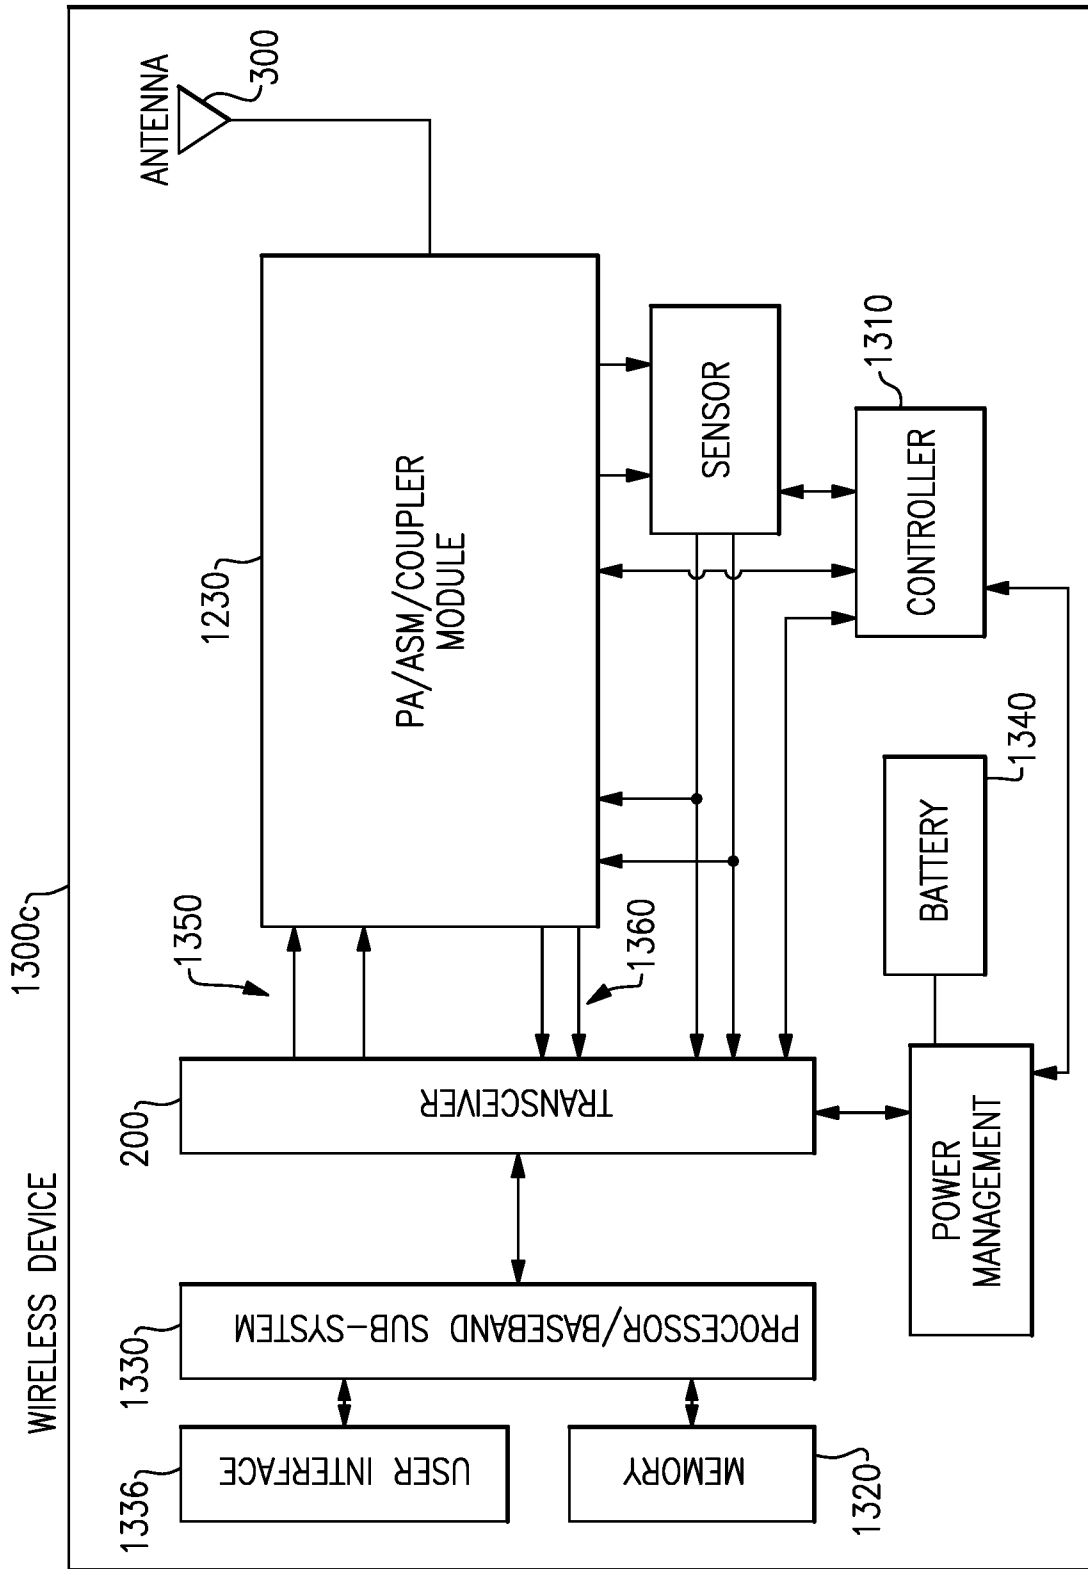 WIRELESS DEVICE
1300c
ANTENNA
300
1230
PA/ASM/COUPLER
MODULE
1350
1360
200
TRANSCEIVER
1330
PROCESSOR/BASEBAND SUB-SYSTEM
1336
USER INTERFACE
MEMORY
1320
SENSOR
1310
CONTROLLER
BATTERY
1340
POWER
MANAGEMENT